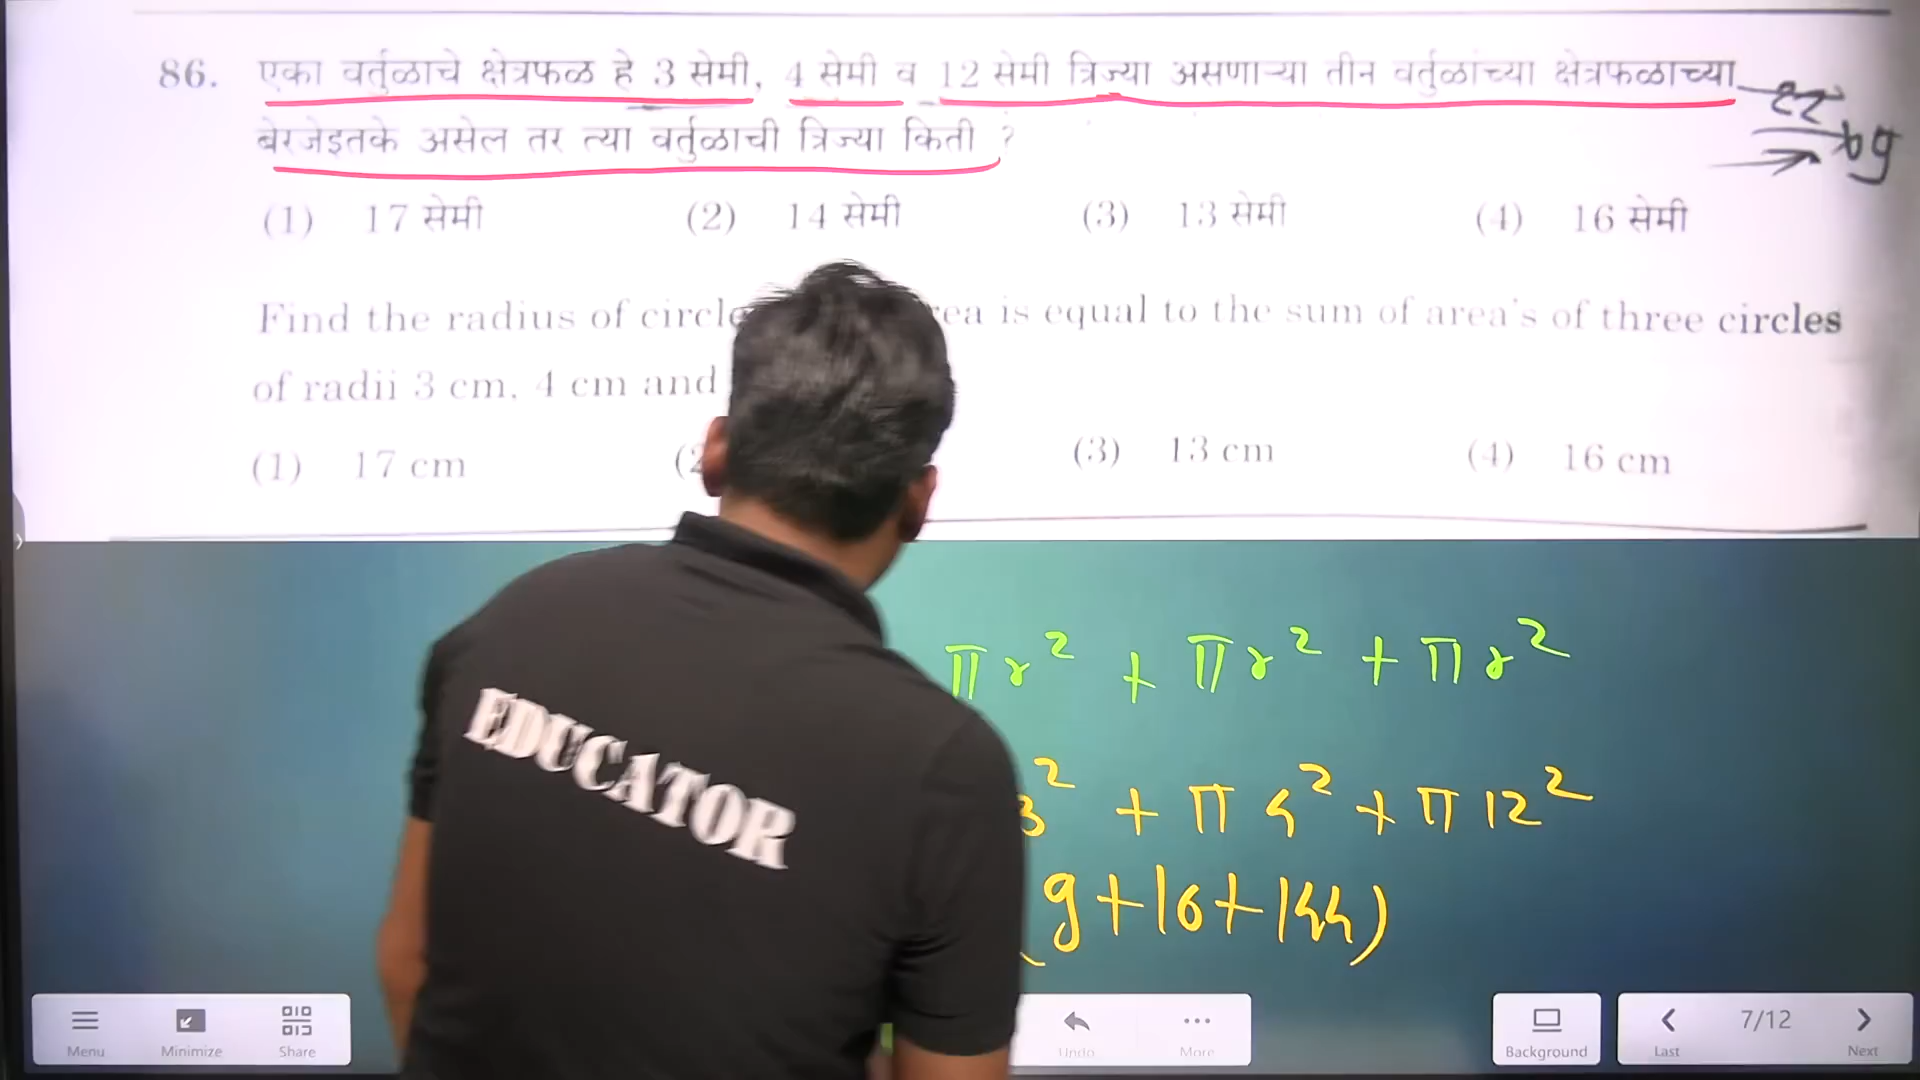 86. एका वर्तुळाचे क्षेत्रफळ हे 3 सेमी, 4 सेमी व 12 सेमी त्रिज्या असणाऱ्या तीन वर्तुळांच्या क्षेत्रफळाच्या
बेरजेइतके असेल तर त्या वर्तुळाची त्रिज्या किती ?
(1) 17 सेमी (2) 14 सेमी (3) 13 सेमी (4) 16 सेमी
Find the radius of circle is equal to the sum of area's of three circles
of radii 3 cm, 4 cm and
(1) 17 cm (3) 13 cm (4) 16 cm
πr² + πr² + πr²
3² + π 4² + π 12²
(9+16+144)
EDUCATOR
Menu Minimize Share Undo More Background Last 7/12 Next